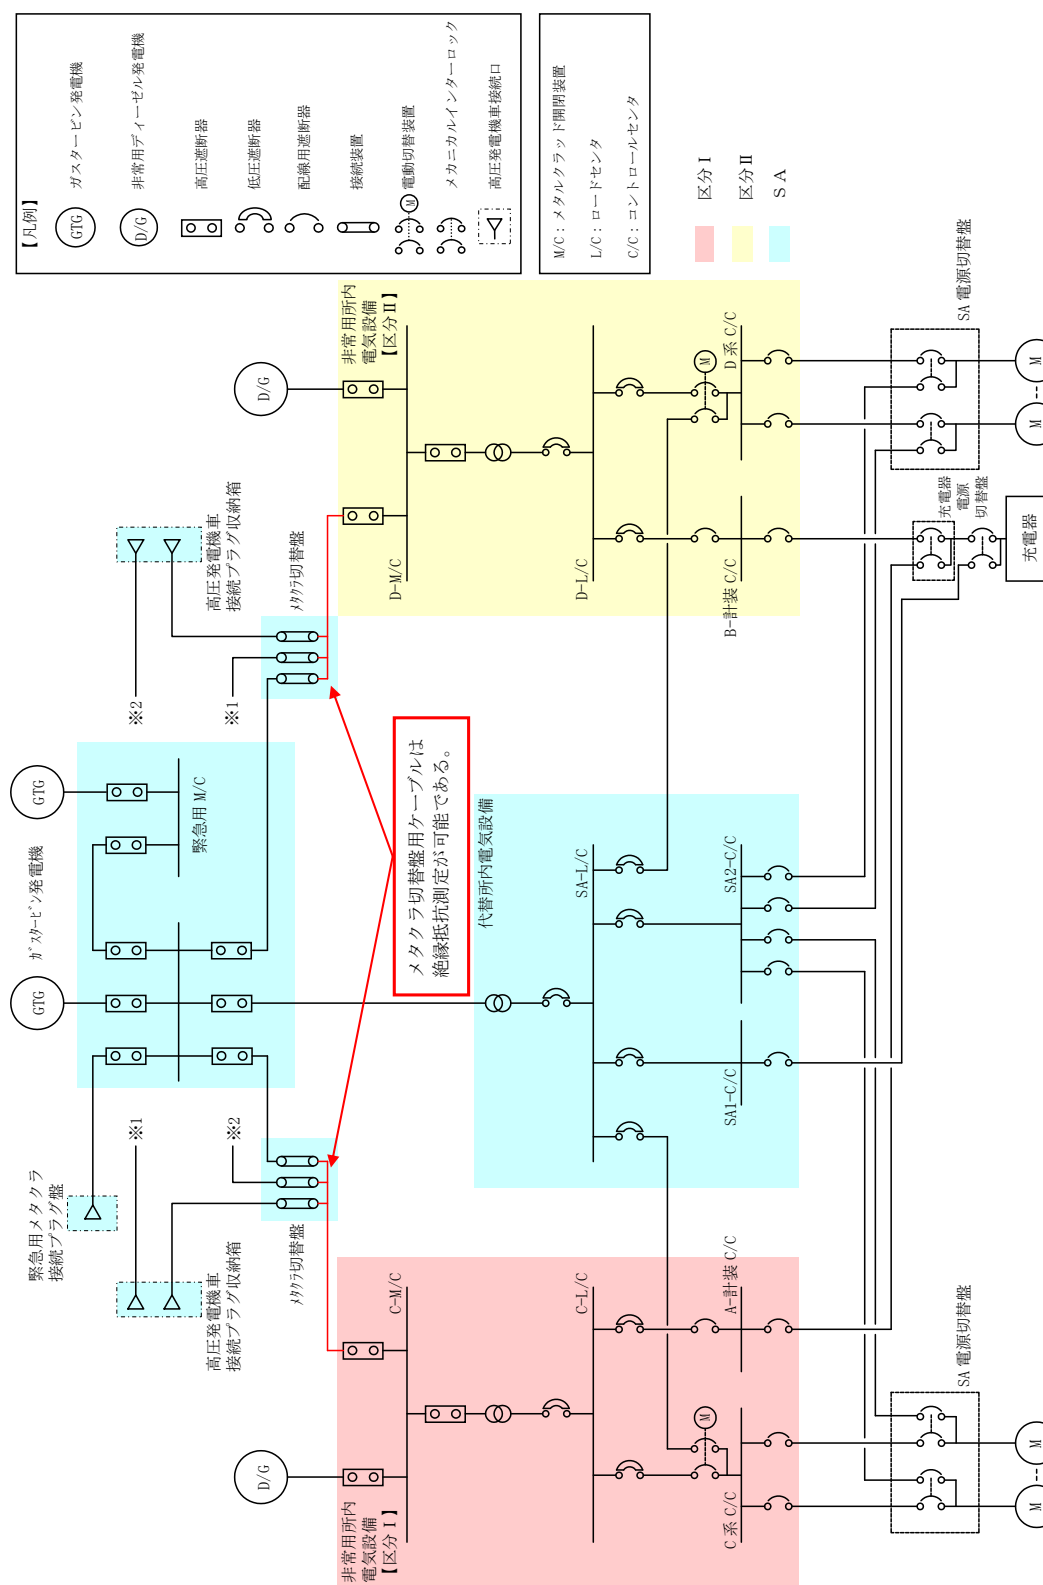 【凡例】
GTG
ガスタービン発電機
D/G
非常用ディーゼル発電機
高圧遮断器
低圧遮断器
配線用遮断器
接続装置
M
電動切替装置
メカニカルインターロック
高圧発電機車接続口
M/C：メタルクラッド開閉装置
L/C：ロードセンタ
C/C：コントロールセンタ
区分Ⅰ
区分Ⅱ
ＳＡ
緊急用メタクラ
接続プラグ盤
GTG
ｶﾞｽﾀｰﾋﾞﾝ発電機
GTG
緊急用 M/C
※1
※2
高圧発電機車
接続プラグ収納箱
ﾒﾀｸﾗ切替盤
※2
※1
高圧発電機車
接続プラグ収納箱
ﾒﾀｸﾗ切替盤
メタクラ切替盤用ケーブルは
絶縁抵抗測定が可能である。
D/G
非常用所内
電気設備
【区分Ⅰ】
C-M/C
C-L/C
M
C 系 C/C
A-計装 C/C
代替所内電気設備
SA-L/C
SA1-C/C
SA2-C/C
D/G
非常用所内
電気設備
【区分Ⅱ】
D-M/C
D-L/C
M
B-計装 C/C
D 系 C/C
SA 電源切替盤
M
M
充電器
電源
切替盤
充電器
SA 電源切替盤
M
M